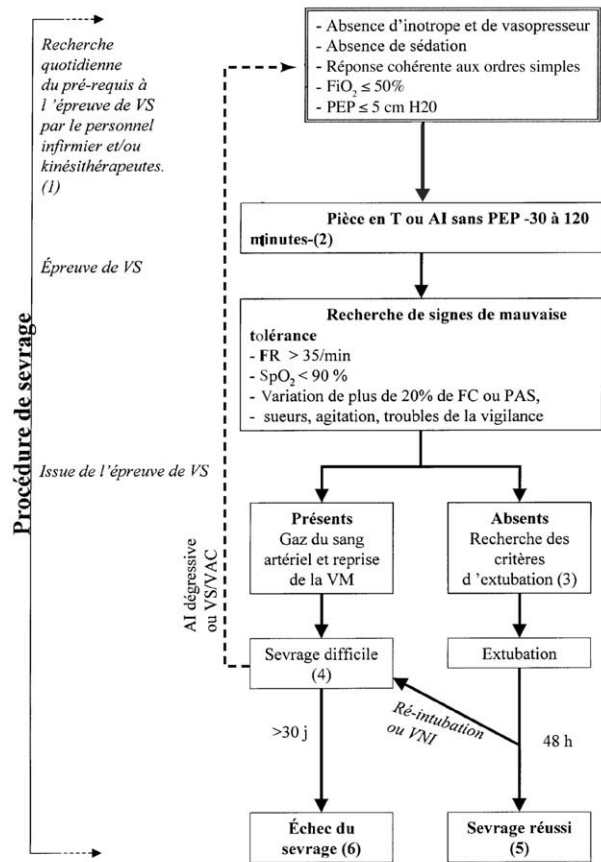 Recherche
quotidienne
du pré-requis à
l 'épreuve de VS
par le personnel
infirmier et/ou
kinésithérapeutes.
(1)
- Absence d'inotrope et de vasopresseur
- Absence de sédation
- Réponse cohérente aux ordres simples
- FiO2 ≤ 50%
- PEP ≤ 5 cm H20
Pièce en T ou AI sans PEP -30 à 120
minutes-(2)
Épreuve de VS
Procédure de sevrage
Recherche de signes de mauvaise
tolérance
- FR > 35/min
- SpO2 < 90 %
- Variation de plus de 20% de FC ou PAS,
- sueurs, agitation, troubles de la vigilance
Issue de l'épreuve de VS
AI dégressive
ou VS/VAC
Présents
Gaz du sang
artériel et reprise
de la VM
Absents
Recherche des
critères
d 'extubation (3)
Sevrage difficile
(4)
Extubation
Ré-intubation
ou VNI
>30 j
48 h
Échec du
sevrage (6)
Sevrage réussi
(5)